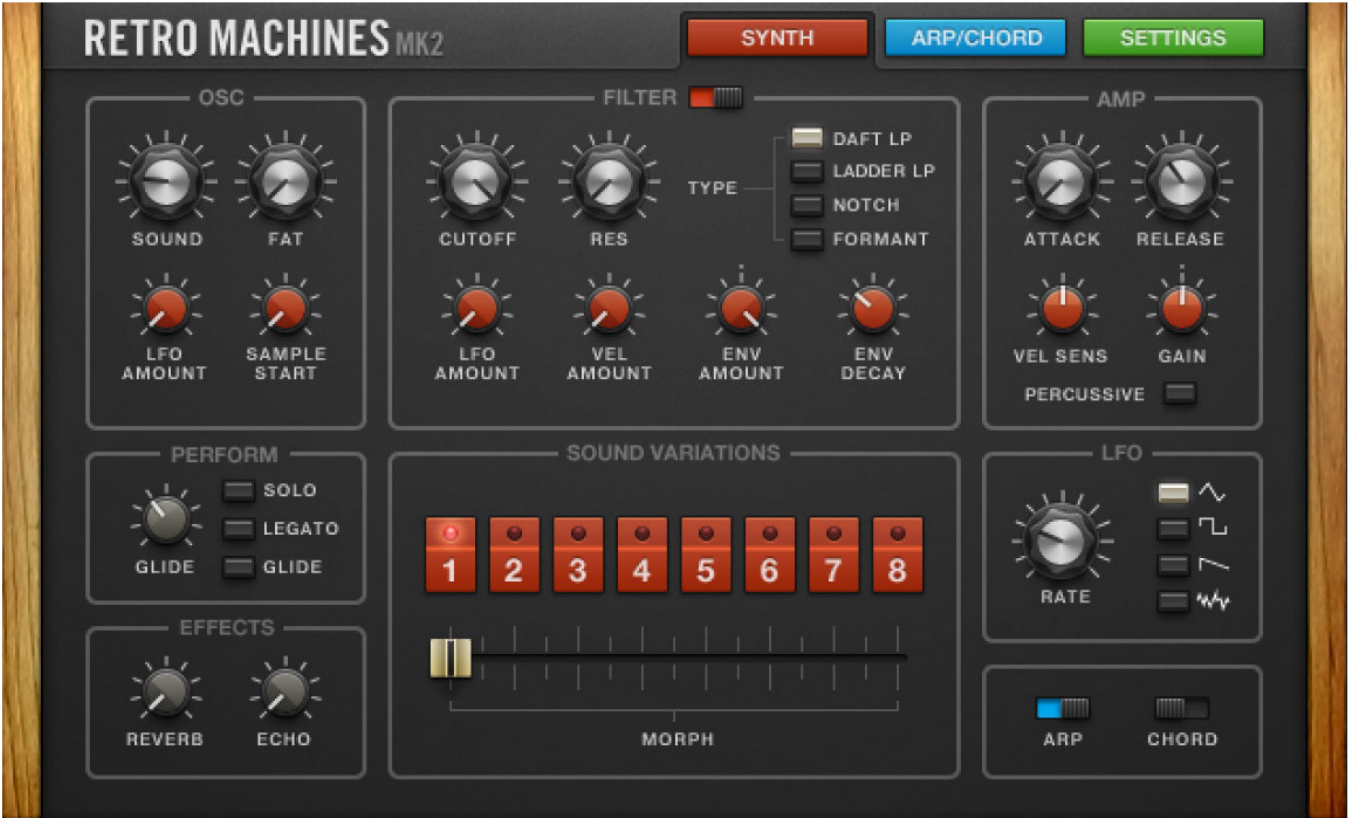 RETRO MACHINES MK2
SYNTH
ARP/CHORD
SETTINGS
OSC
SOUND
FAT
LFO
AMOUNT
SAMPLE
START
FILTER
CUTOFF
RES
TYPE
DAFT LP
LADDER LP
NOTCH
FORMANT
LFO
AMOUNT
VEL
AMOUNT
ENV
AMOUNT
ENV
DECAY
AMP
ATTACK
RELEASE
VEL SENS
GAIN
PERCUSSIVE
PERFORM
GLIDE
SOLO
LEGATO
GLIDE
EFFECTS
REVERB
ECHO
SOUND VARIATIONS
1 2 3 4 5 6 7 8
MORPH
LFO
RATE
ARP
CHORD